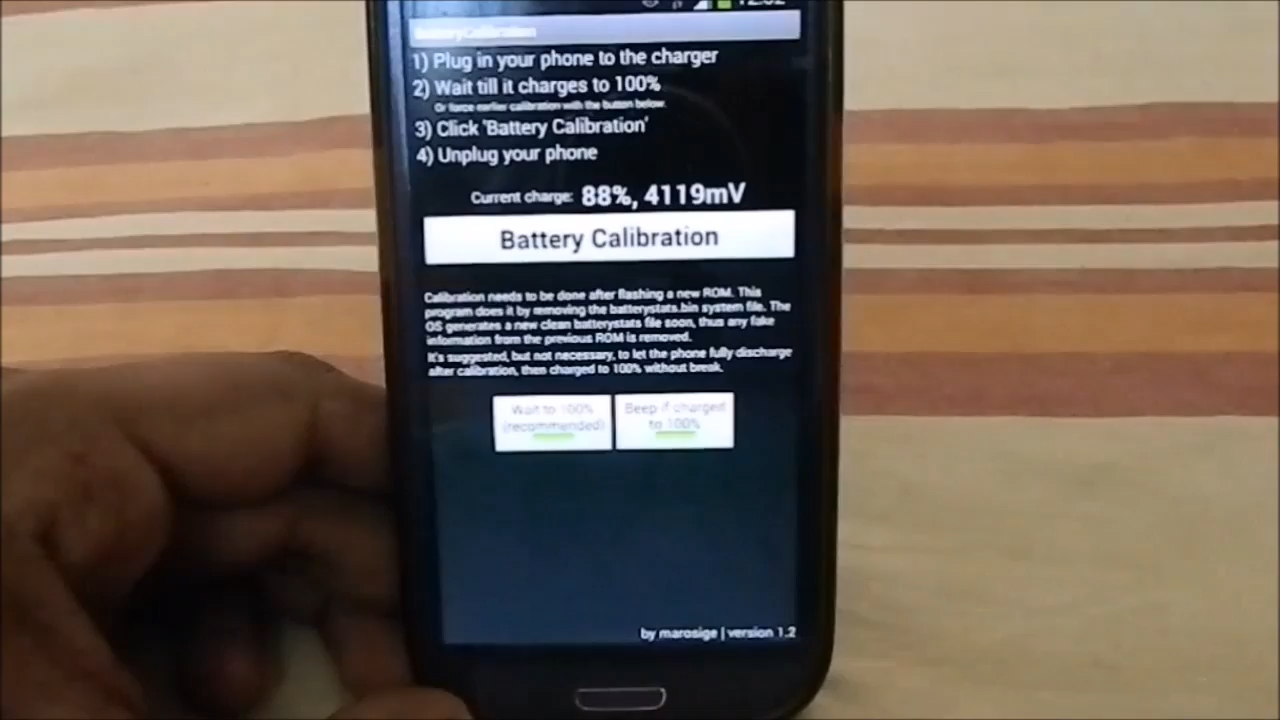 12:02
BatteryCalibration
1) Plug in your phone to the charger
2) Wait till it charges to 100%
Or force earlier calibration with the button below.
3) Click 'Battery Calibration'
4) Unplug your phone
Current charge: 88%, 4119mV
Battery Calibration
Calibration needs to be done after flashing a new ROM. This
program does it by removing the batterystats.bin system file. The
OS generates a new clean batterystats file soon, thus any fake
information from the previous ROM is removed.
It's suggested, but not necessary, to let the phone fully discharge
after calibration, then charged to 100% without break.
Wait to 100%
(recommended)
Beep if charged
to 100%
by marosige | version 1.2